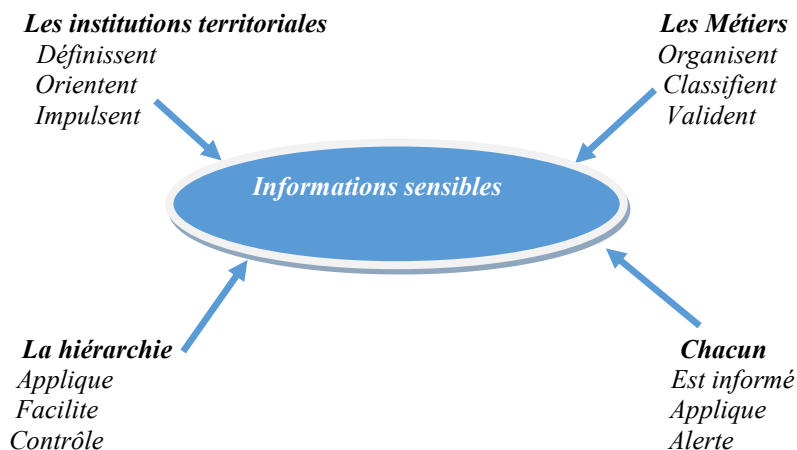 Les institutions territoriales
Définissent
Orientent
Impulsent
Les Métiers
Organisent
Classifient
Valident
Informations sensibles
La hiérarchie
Applique
Facilite
Contrôle
Chacun
Est informé
Applique
Alerte